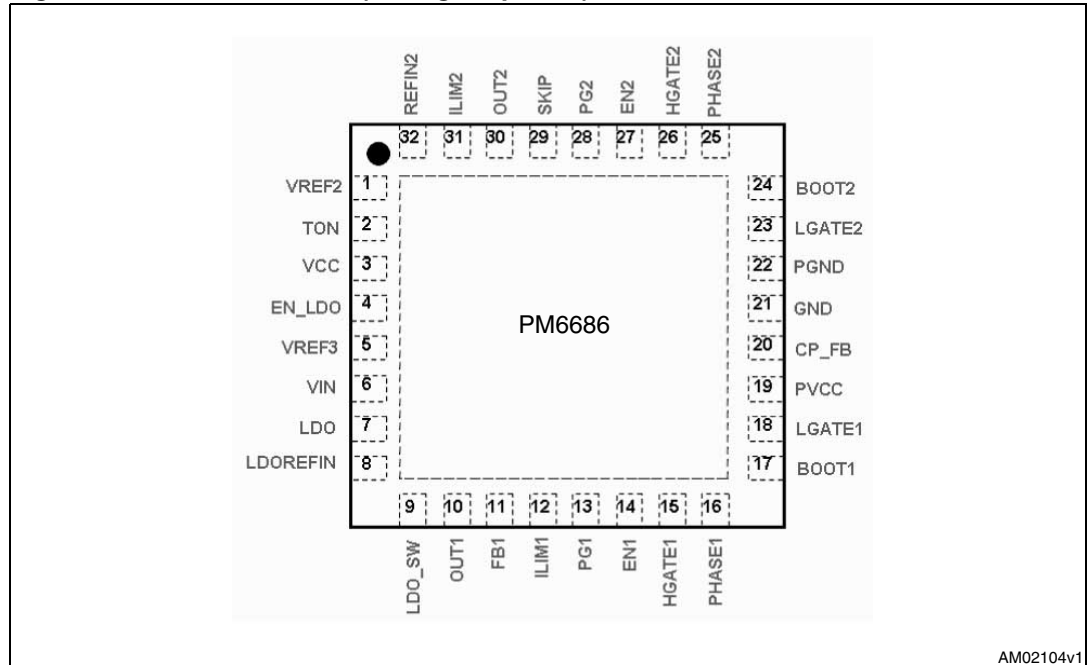 REFIN2
ILIM2
OUT2
SKIP
PG2
EN2
HGATE2
PHASE2
32 31 30 29 28 27 26 25
VREF2 1
24 BOOT2
TON 2
23 LGATE2
VCC 3
22 PGND
EN_LDO 4
21 GND
PM6686
VREF3 5
20 CP_FB
VIN 6
19 PVCC
LDO 7
18 LGATE1
LDOREFIN 8
17 BOOT1
9 10 11 12 13 14 15 16
LDO_SW
OUT1
FB1
ILIM1
PG1
EN1
HGATE1
PHASE1
AM02104v1